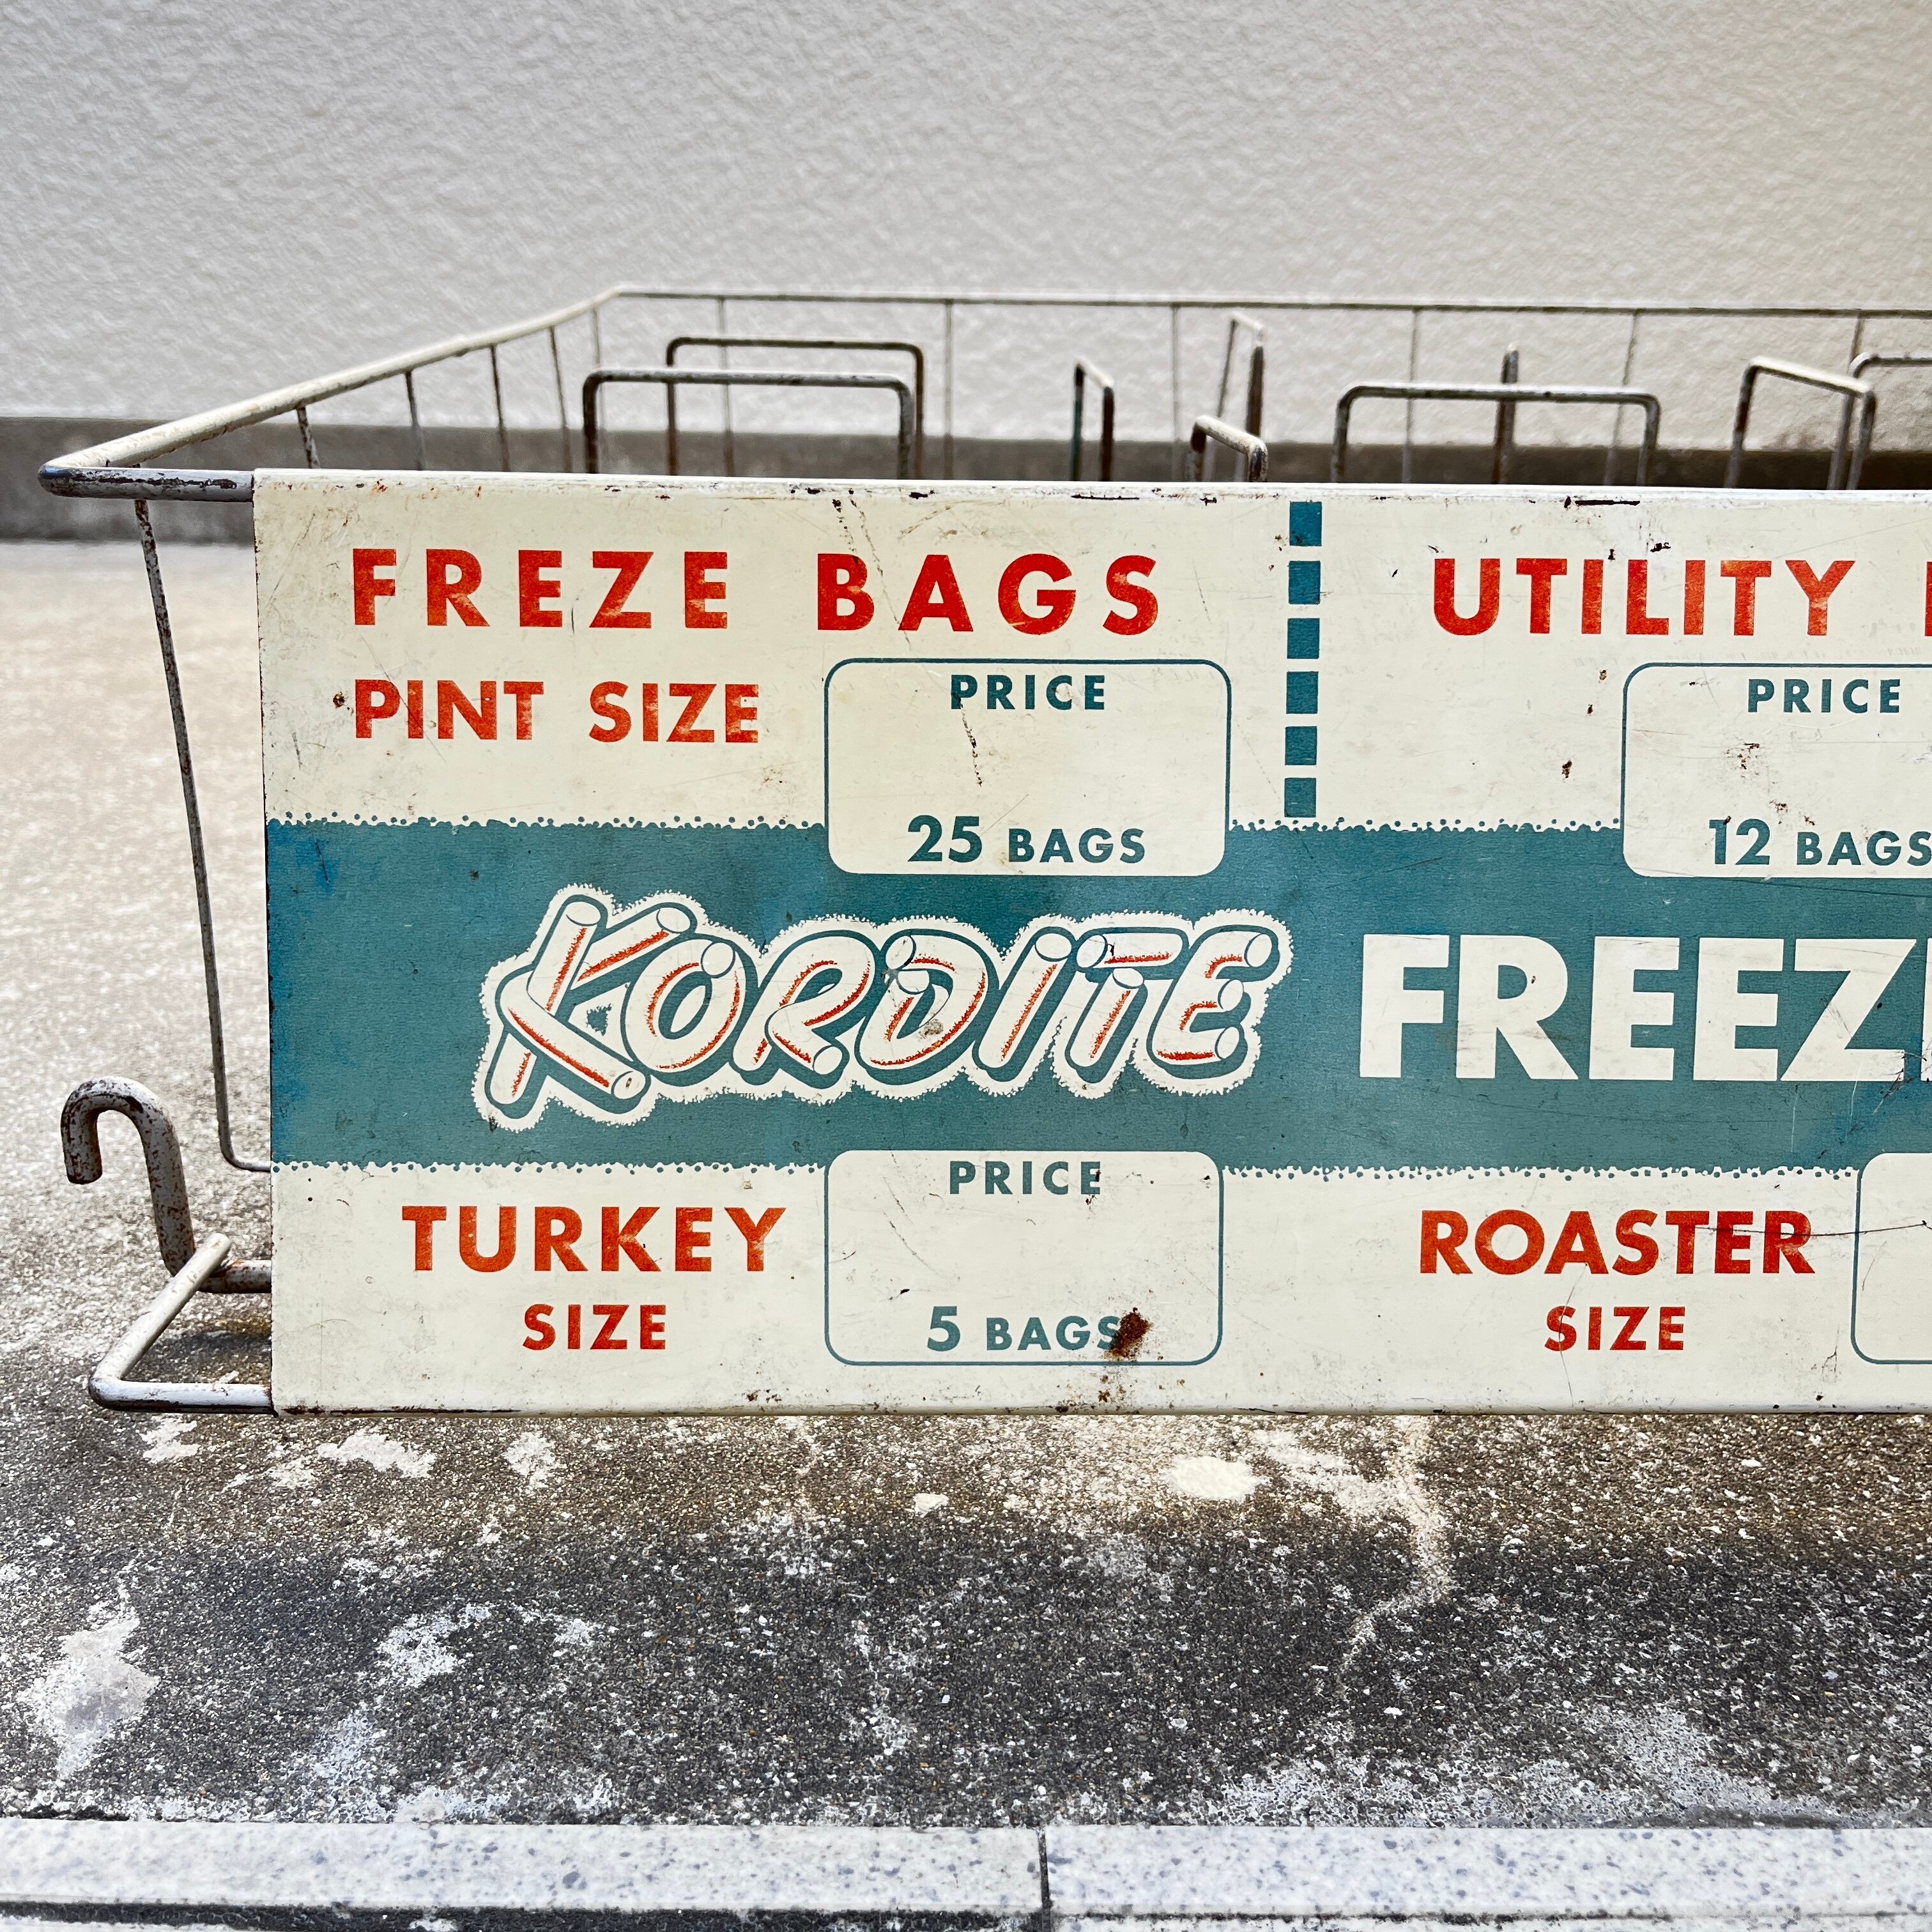 FREZE BAGS
PINT SIZE
PRICE
25 BAGS
UTILITY
PRICE
12 BAGS
KORDITE FREEZ
TURKEY
SIZE
PRICE
5 BAGS
ROASTER
SIZE